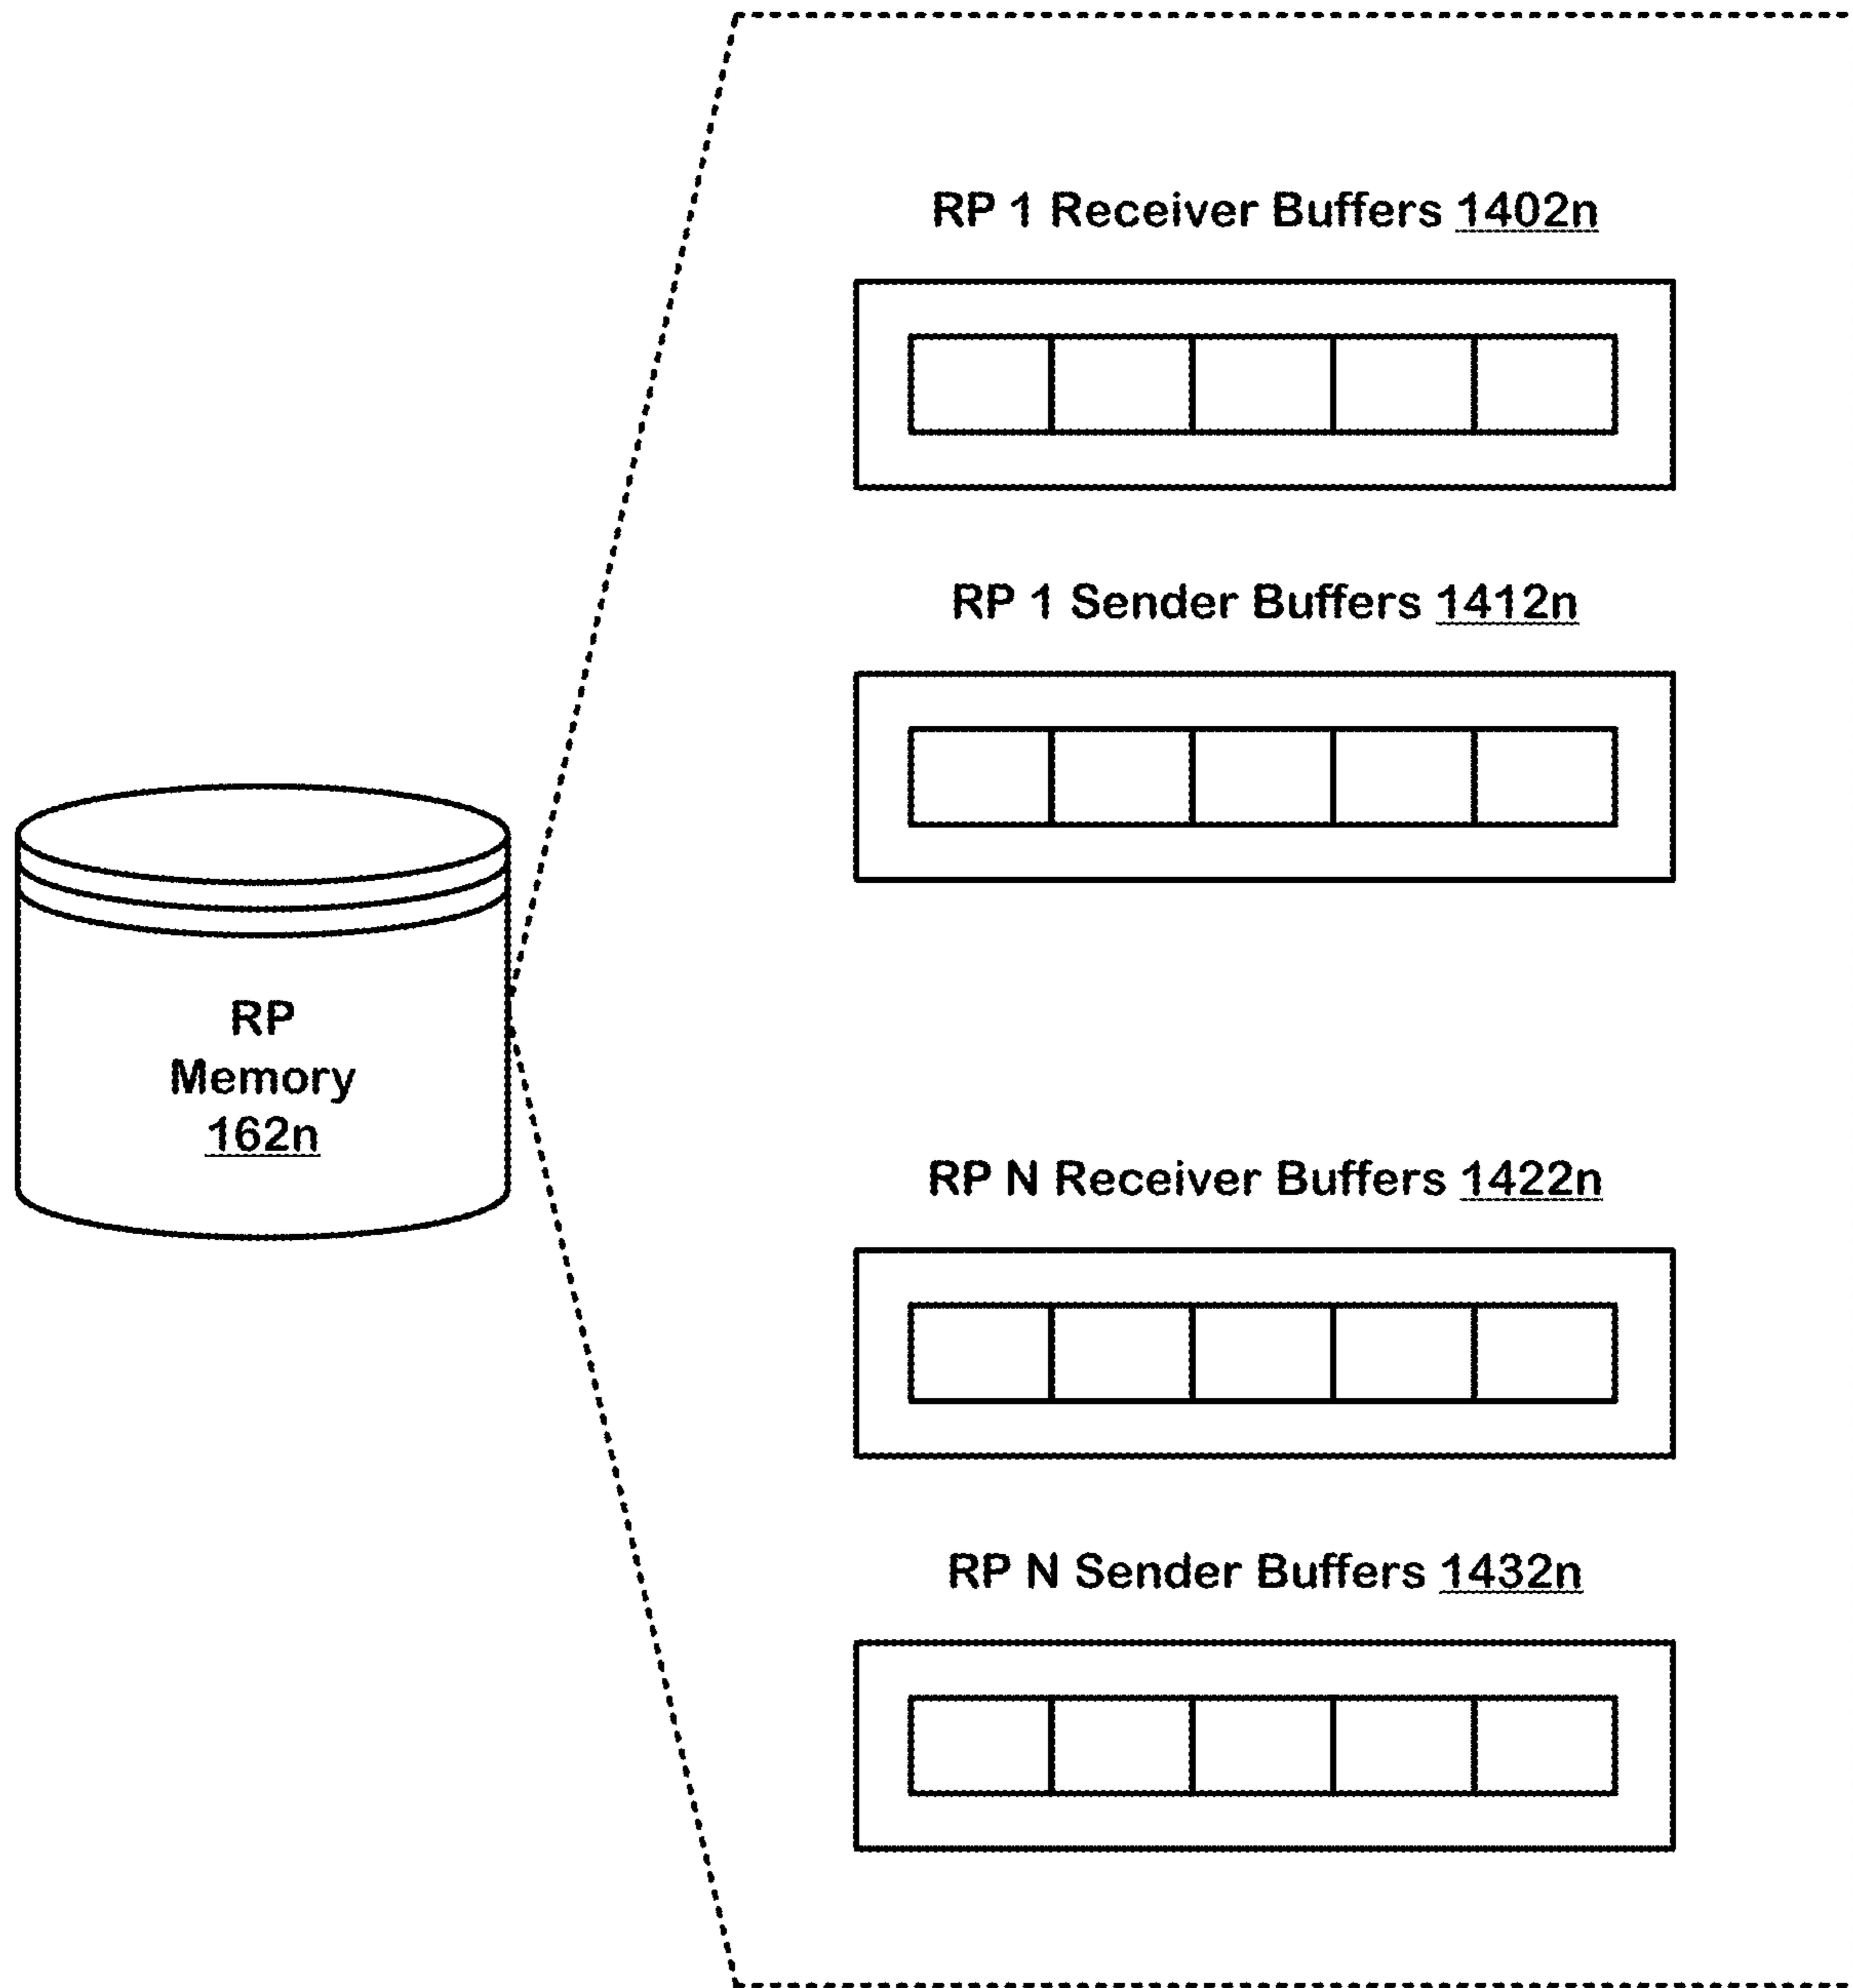 RP 1 Receiver Buffers 1402n
RP 1 Sender Buffers 1412n
RP
Memory
162n
RP N Receiver Buffers 1422n
RP N Sender Buffers 1432n